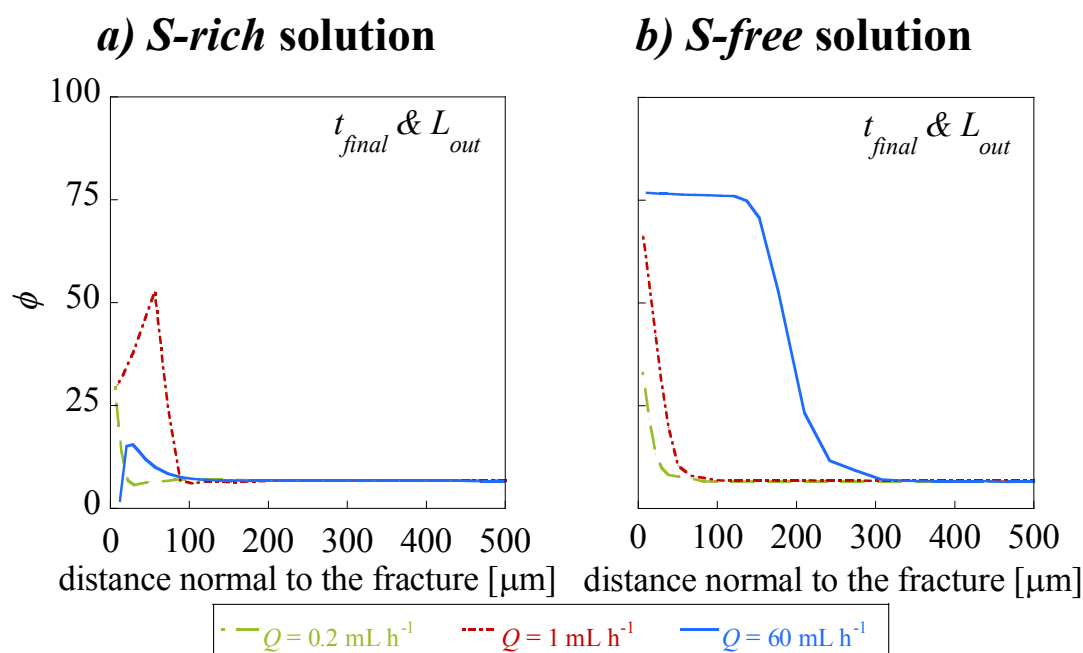 a) S-rich solution
b) S-free solution
100
75
50
25
0
ϕ
t_final & L_out
t_final & L_out
0 100 200 300 400 500
0 100 200 300 400 500
distance normal to the fracture [μm]
distance normal to the fracture [μm]
Q = 0.2 mL h⁻¹ Q = 1 mL h⁻¹ Q = 60 mL h⁻¹